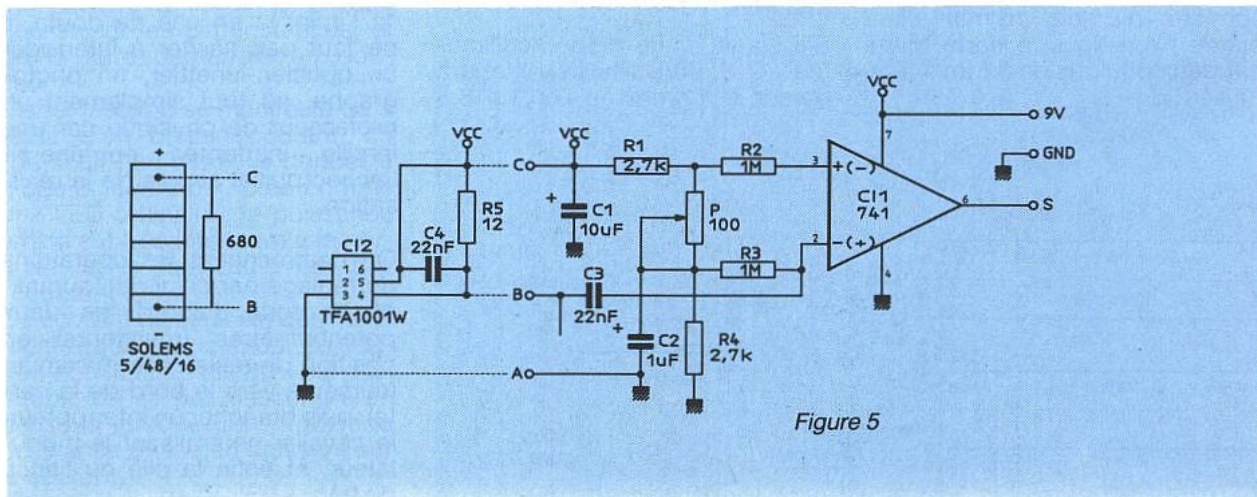 VCC
9V
GND
S
+
C
680
B
-
SOLEMS
5/48/16
VCC
C4
22nF
R5
12
CI2
1 6
2 5
3 4
TFA1001W
C
B
A
VCC
+
C1
10uF
R1
2,7k
R2
1M
P
100
R3
1M
C3
22nF
+
C2
1uF
R4
2,7k
3
+(-)
7
CI1
741
6
2
-(+)
4
Figure 5